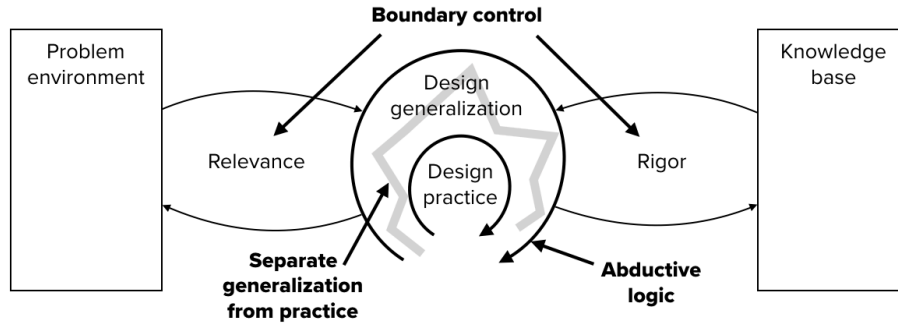 Boundary control
Problem
environment
Knowledge
base
Design
generalization
Relevance
Design
practice
Rigor
Separate
generalization
from practice
Abductive
logic